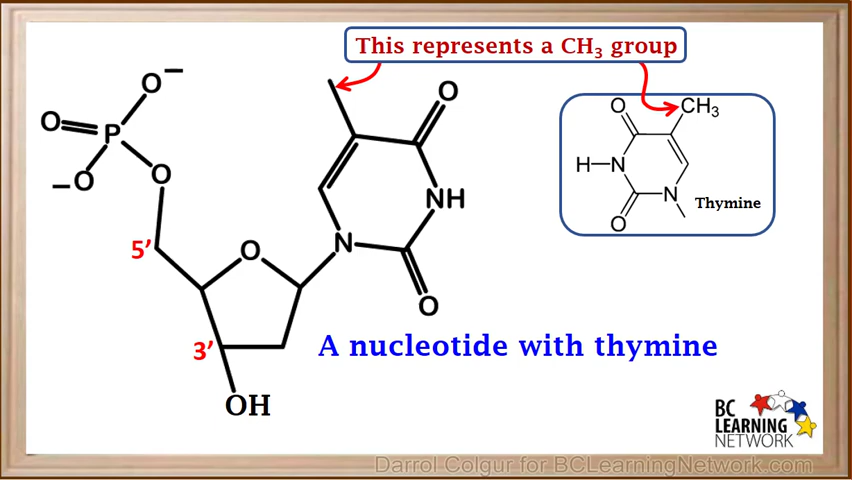 This represents a CH₃ group
O⁻
O
P
⁻O
O
O
NH
N
O
O
5'
3'
OH
O
CH₃
H
N
N
O
Thymine
A nucleotide with thymine
BC
LEARNING
NETWORK
Darrol Colgur for BCLearningNetwork.com